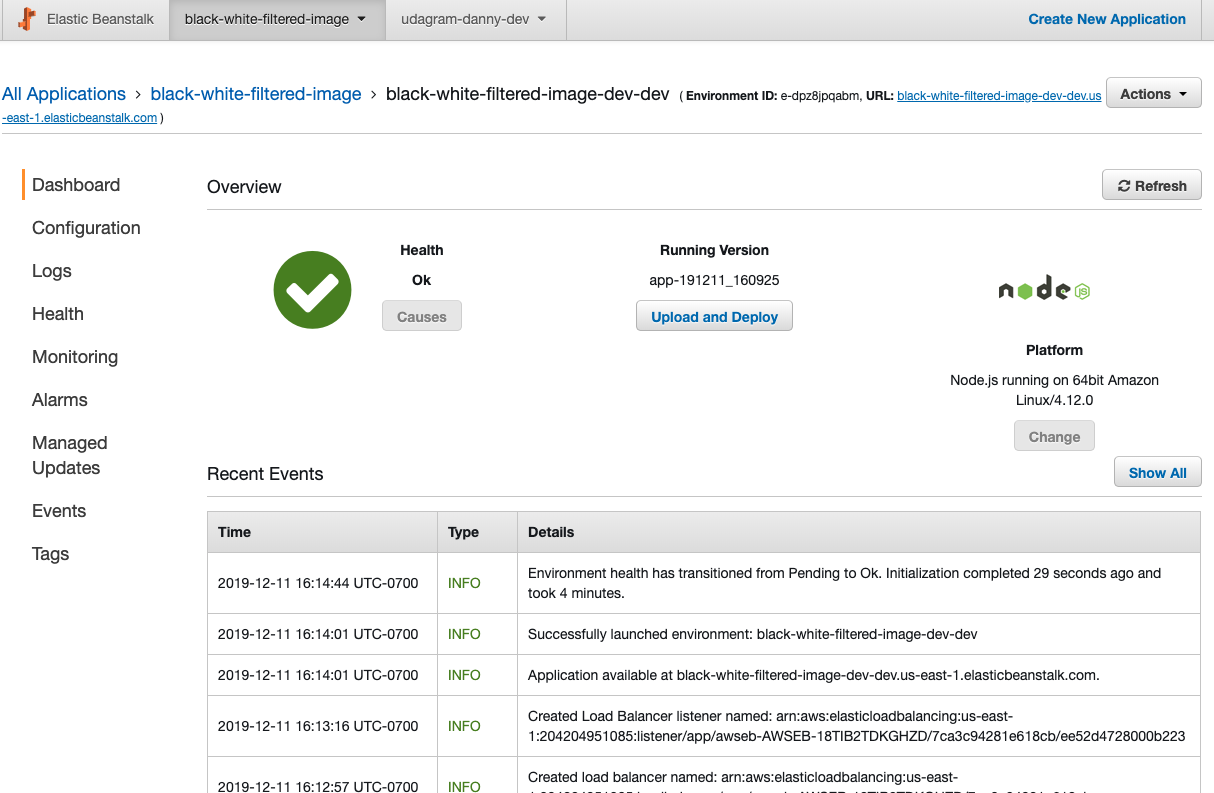 Elastic Beanstalk
black-white-filtered-image
udagram-danny-dev
Create New Application
All Applications › black-white-filtered-image › black-white-filtered-image-dev-dev ( Environment ID: e-dpz8jpqabm, URL: black-white-filtered-image-dev-dev.us
-east-1.elasticbeanstalk.com )
Actions
Dashboard
Configuration
Logs
Health
Monitoring
Alarms
Managed
Updates
Events
Tags
Overview
Refresh
Health
Ok
Causes
Running Version
app-191211_160925
Upload and Deploy
node
JS
Platform
Node.js running on 64bit Amazon
Linux/4.12.0
Change
Recent Events
Show All
Time Type Details
2019-12-11 16:14:44 UTC-0700 INFO Environment health has transitioned from Pending to Ok. Initialization completed 29 seconds ago and
took 4 minutes.
2019-12-11 16:14:01 UTC-0700 INFO Successfully launched environment: black-white-filtered-image-dev-dev
2019-12-11 16:14:01 UTC-0700 INFO Application available at black-white-filtered-image-dev-dev.us-east-1.elasticbeanstalk.com.
2019-12-11 16:13:16 UTC-0700 INFO Created Load Balancer listener named: arn:aws:elasticloadbalancing:us-east-
1:204204951085:listener/app/awseb-AWSEB-18TIB2TDKGHZD/7ca3c94281e618cb/ee52d4728000b223
2019-12-11 16:12:57 UTC-0700 INFO Created load balancer named: arn:aws:elasticloadbalancing:us-east-